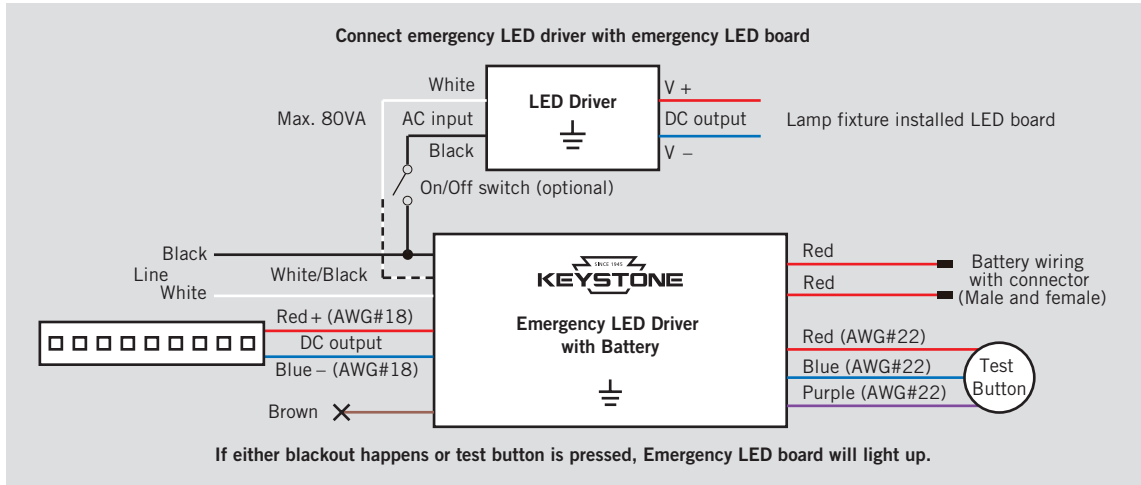 Connect emergency LED driver with emergency LED board
White
LED Driver
V +
Max. 80VA
AC input
DC output
Lamp fixture installed LED board
Black
V –
On/Off switch (optional)
Black
Line
White/Black
White
Red + (AWG#18)
DC output
Blue – (AWG#18)
Brown
SINCE 1945
KEYSTONE
Emergency LED Driver
with Battery
Red
Red
Battery wiring
with connector
(Male and female)
Red (AWG#22)
Blue (AWG#22)
Purple (AWG#22)
Test
Button
If either blackout happens or test button is pressed, Emergency LED board will light up.